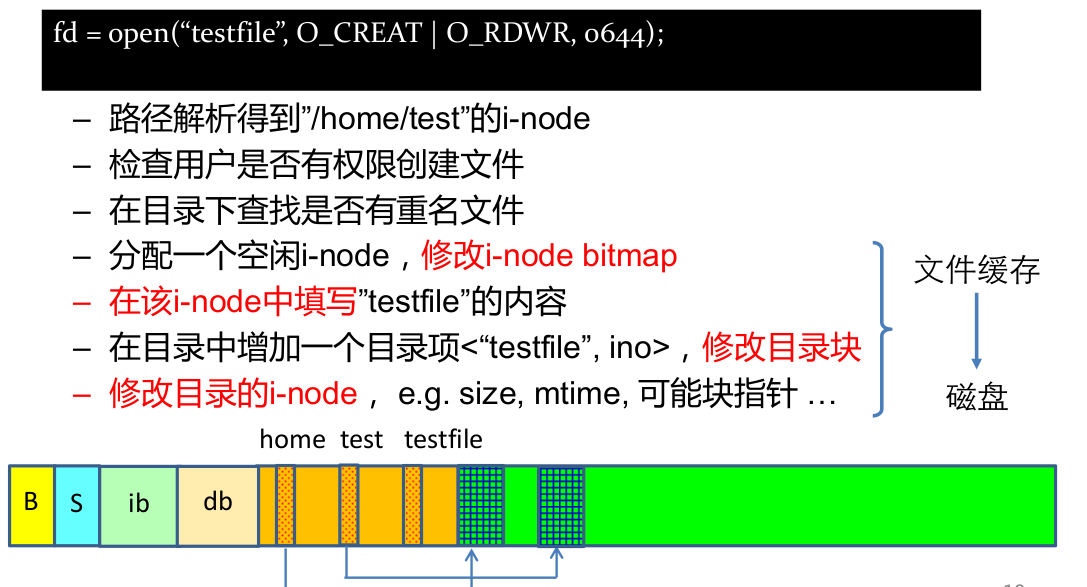 fd = open(“testfile”, O_CREAT | O_RDWR, 0644);
– 路径解析得到”/home/test”的i-node
– 检查用户是否有权限创建文件
– 在目录下查找是否有重名文件
– 分配一个空闲i-node，修改i-node bitmap
– 在该i-node中填写”testfile”的内容
– 在目录中增加一个目录项<“testfile”, ino>，修改目录块
– 修改目录的i-node， e.g. size, mtime, 可能块指针 …
文件缓存
磁盘
home test testfile
B S ib db